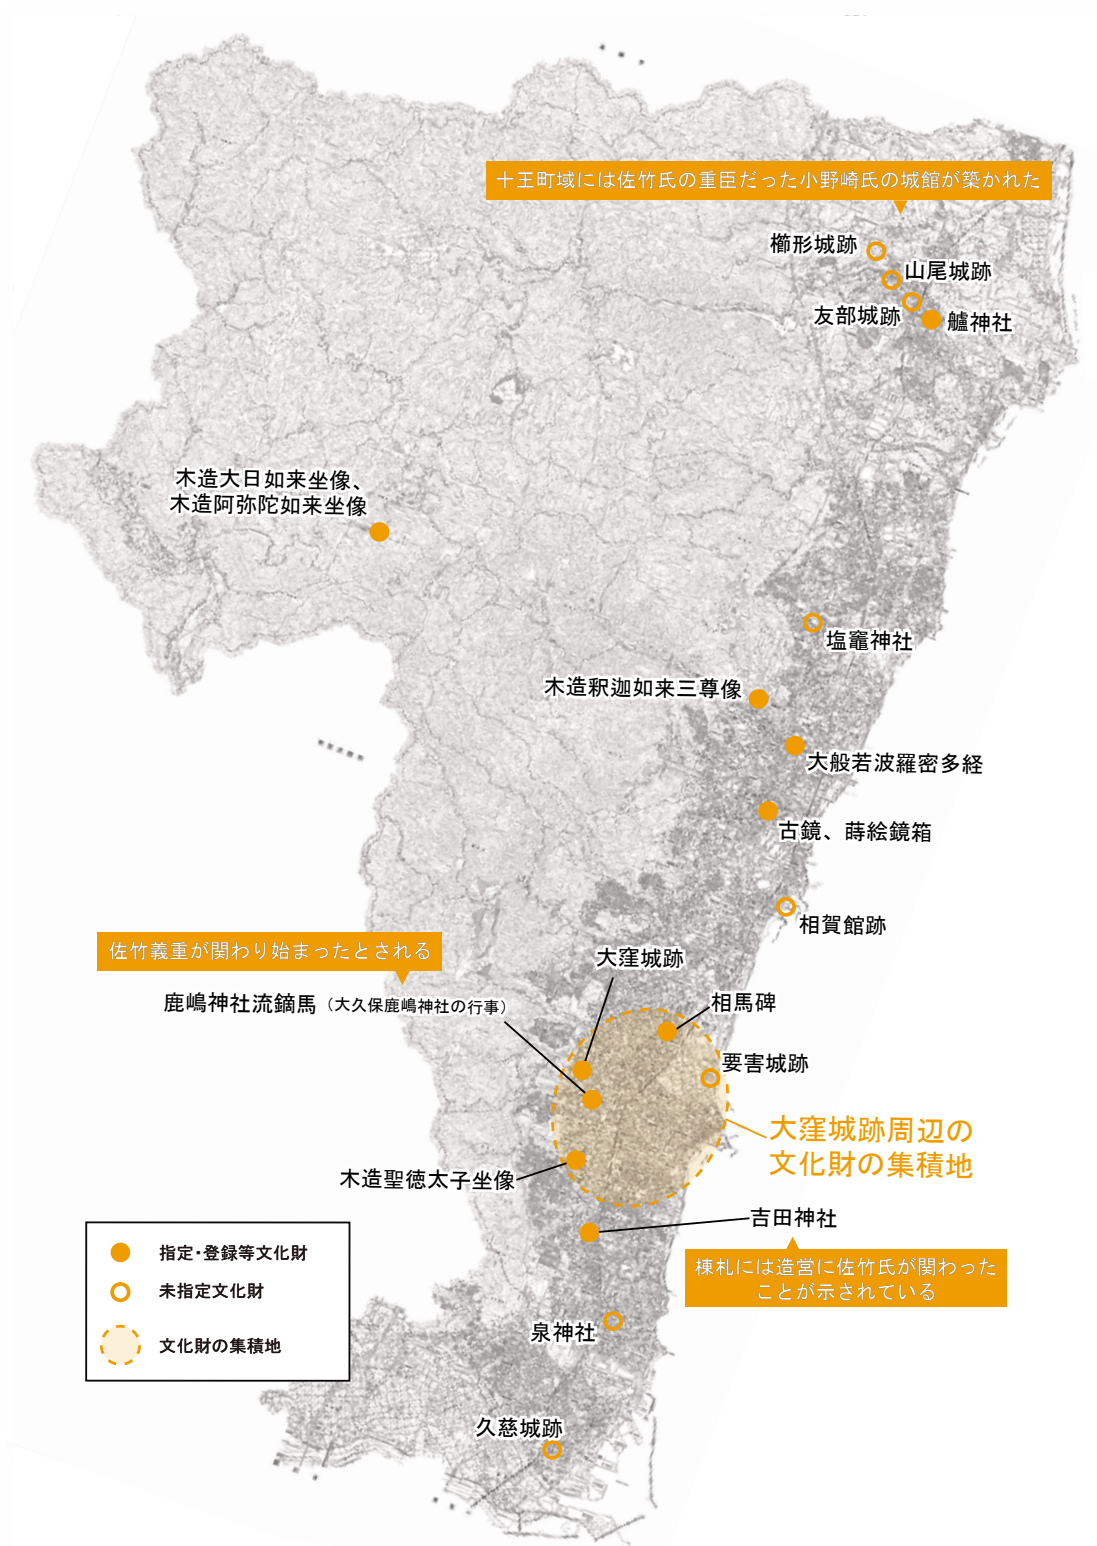 十王町域には佐竹氏の重臣だった小野崎氏の城館が築かれた
櫛形城跡
山尾城跡
友部城跡
艫神社
木造大日如来坐像、
木造阿弥陀如来坐像
塩竈神社
木造釈迦如来三尊像
大般若波羅密多経
古鏡、蒔絵鏡箱
相賀館跡
佐竹義重が関わり始まったとされる
鹿嶋神社流鏑馬（大久保鹿嶋神社の行事）
大窪城跡
相馬碑
要害城跡
大窪城跡周辺の
文化財の集積地
木造聖徳太子坐像
吉田神社
棟札には造営に佐竹氏が関わった
ことが示されている
泉神社
久慈城跡
指定・登録等文化財
未指定文化財
文化財の集積地